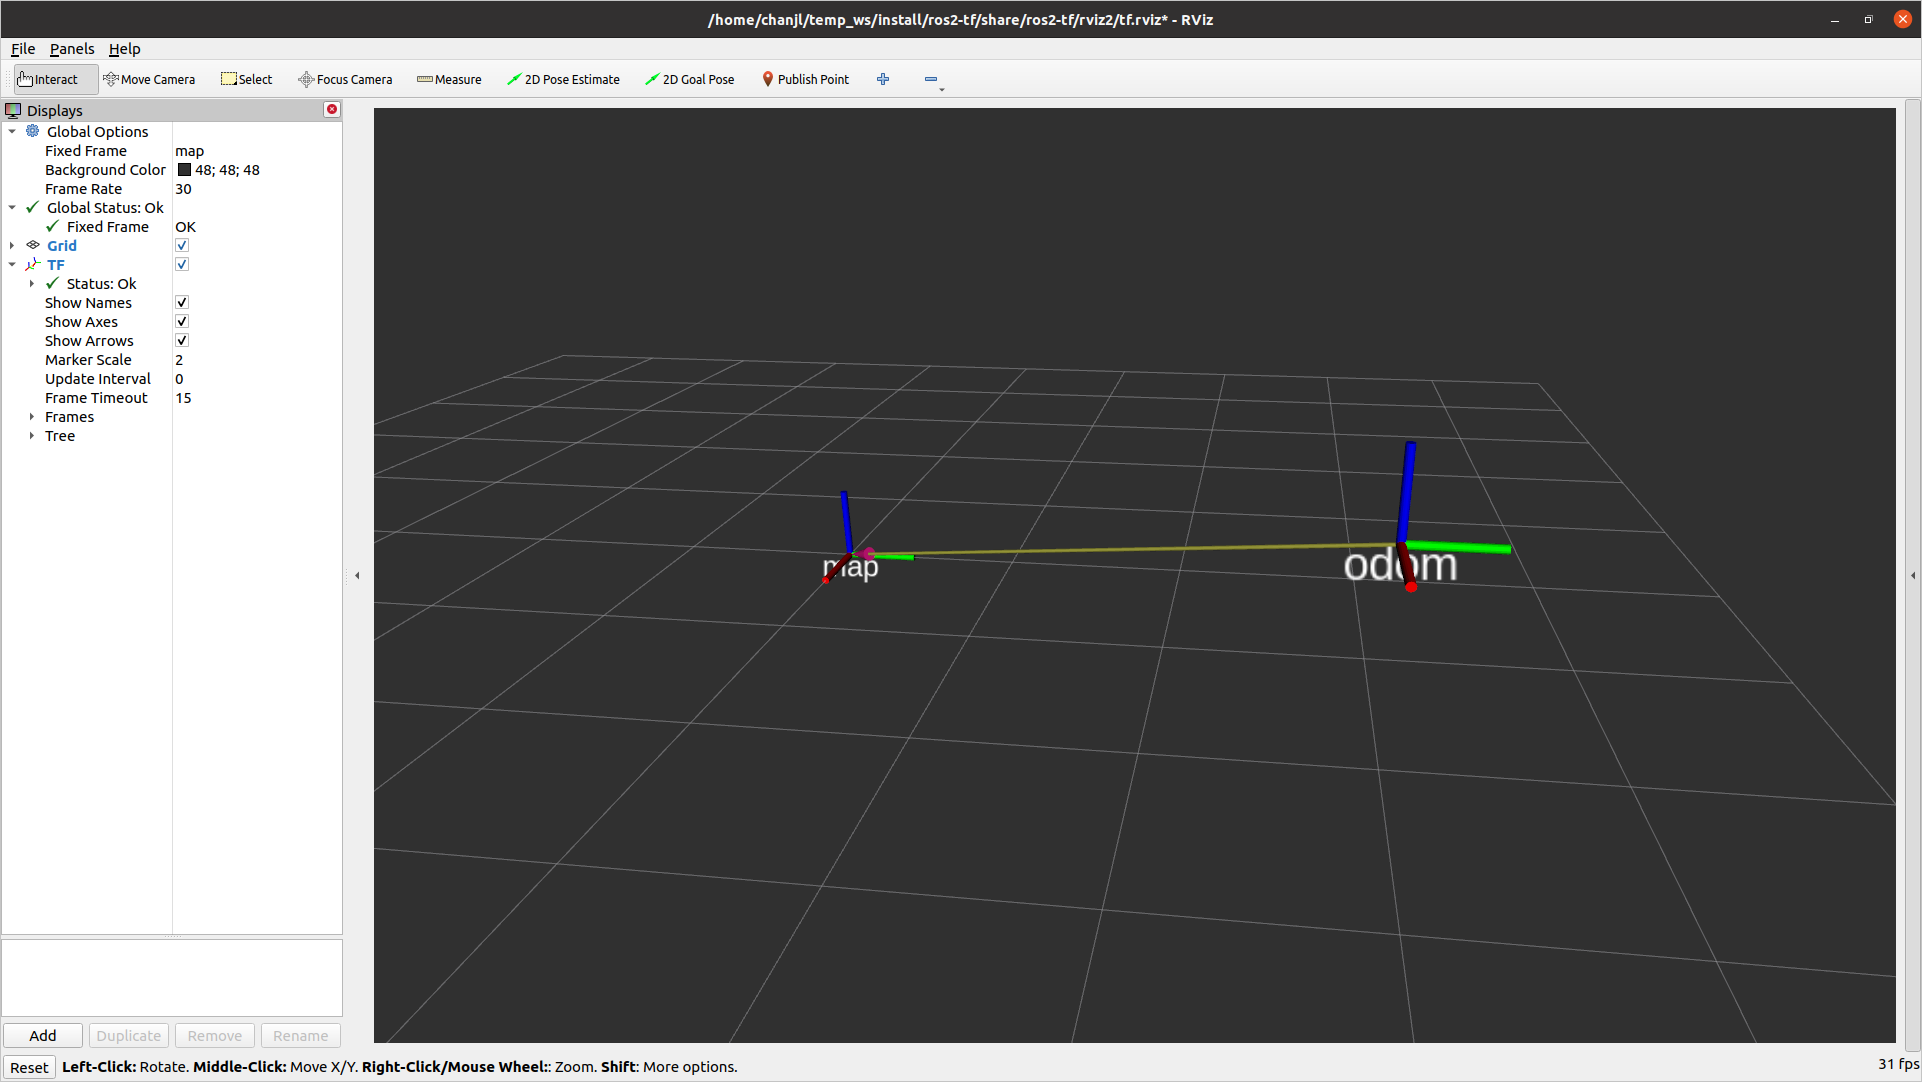 /home/chanjl/temp_ws/install/ros2-tf/share/ros2-tf/rviz2/tf.rviz* - RViz
File Panels Help
Interact Move Camera Select Focus Camera Measure 2D Pose Estimate 2D Goal Pose Publish Point
Displays
Global Options
Fixed Frame map
Background Color 48; 48; 48
Frame Rate 30
Global Status: Ok
Fixed Frame OK
Grid
TF
Status: Ok
Show Names
Show Axes
Show Arrows
Marker Scale 2
Update Interval 0
Frame Timeout 15
Frames
Tree
map
odom
Add Duplicate Remove Rename
Reset Left-Click: Rotate. Middle-Click: Move X/Y. Right-Click/Mouse Wheel:: Zoom. Shift: More options. 31 fps